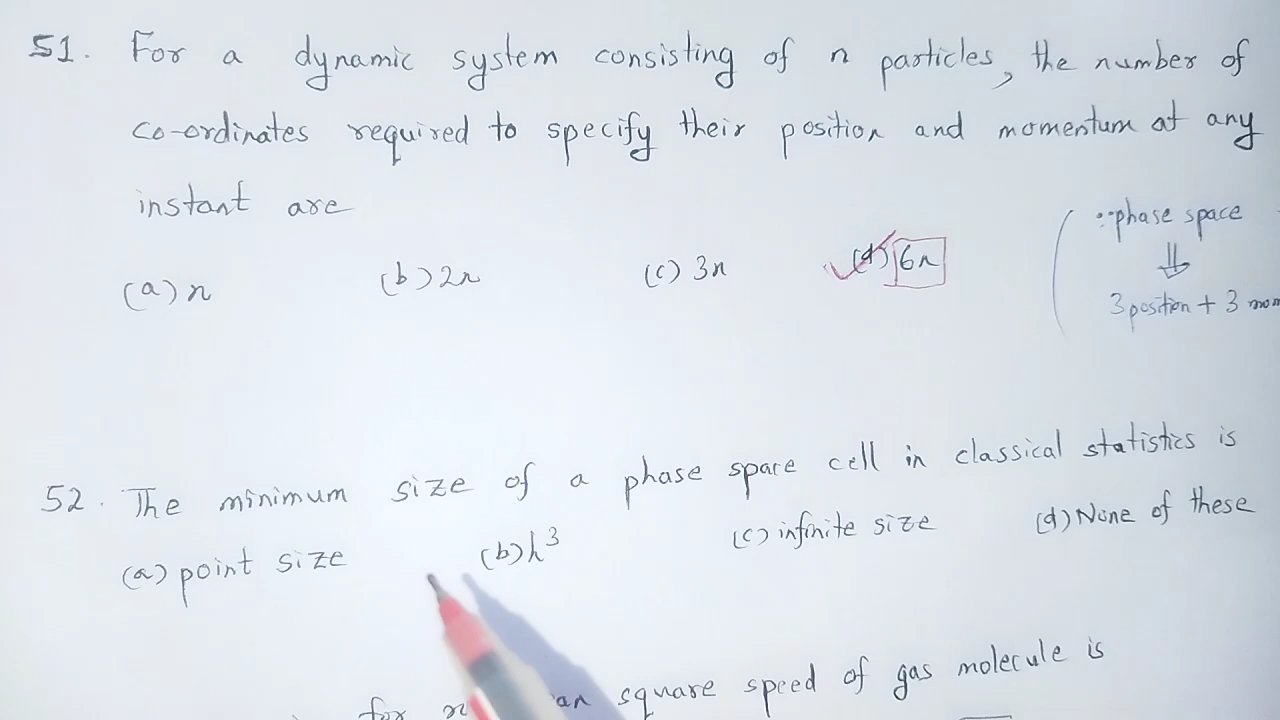 51. For a dynamic system consisting of n particles, the number of
co-ordinates required to specify their position and momentum at any
instant are
(a) n (b) 2n (c) 3n (d) 6n
∵ phase space
⇓
3 position + 3 mom
52. The minimum size of a phase space cell in classical statistics is
(a) point size (b) h³ (c) infinite size (d) None of these
for square speed of gas molecule is